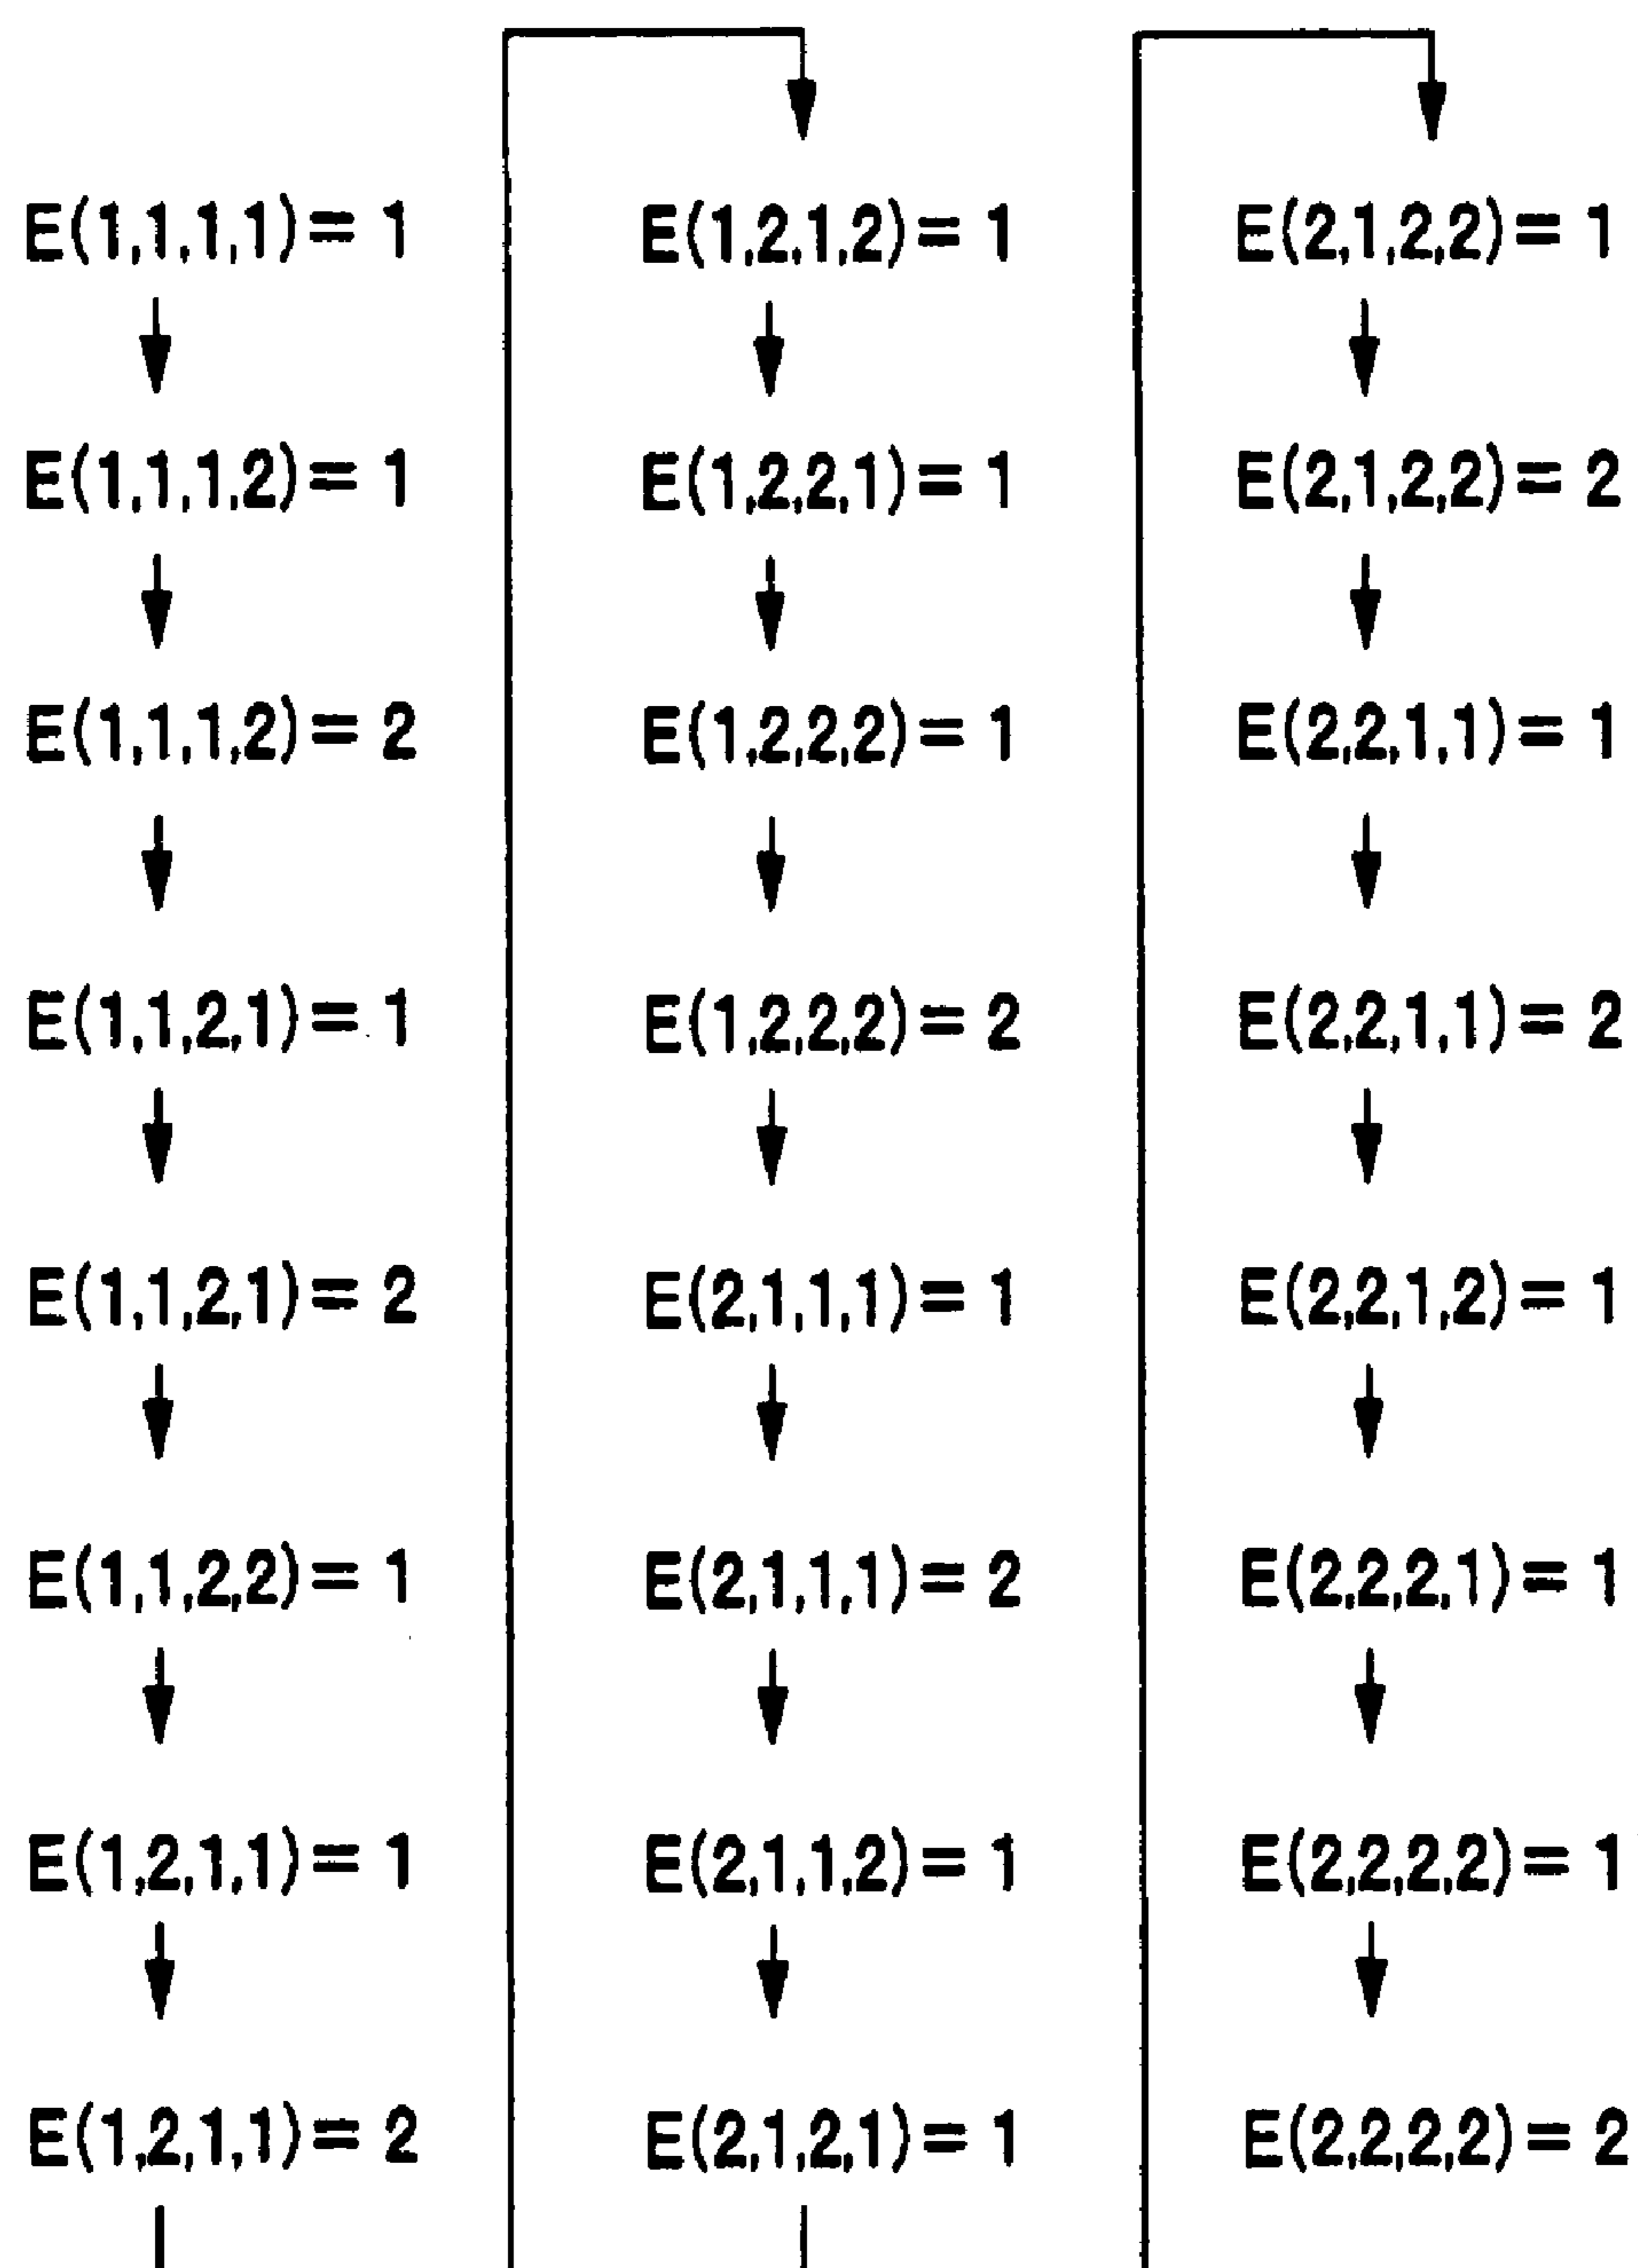 E(1,1,1,1)= 1
E(1,1,1,2)= 1
E(1,1,1,2)= 2
E(1,1,2,1)= 1
E(1,1,2,1)= 2
E(1,1,2,2)= 1
E(1,2,1,1)= 1
E(1,2,1,1)= 2
E(1,2,1,2)= 1
E(1,2,2,1)= 1
E(1,2,2,2)= 1
E(1,2,2,2)= 2
E(2,1,1,1)= 1
E(2,1,1,1)= 2
E(2,1,1,2)= 1
E(2,1,2,1)= 1
E(2,1,2,2)= 1
E(2,1,2,2)= 2
E(2,2,1,1)= 1
E(2,2,1,1)= 2
E(2,2,1,2)= 1
E(2,2,2,1)= 1
E(2,2,2,2)= 1
E(2,2,2,2)= 2